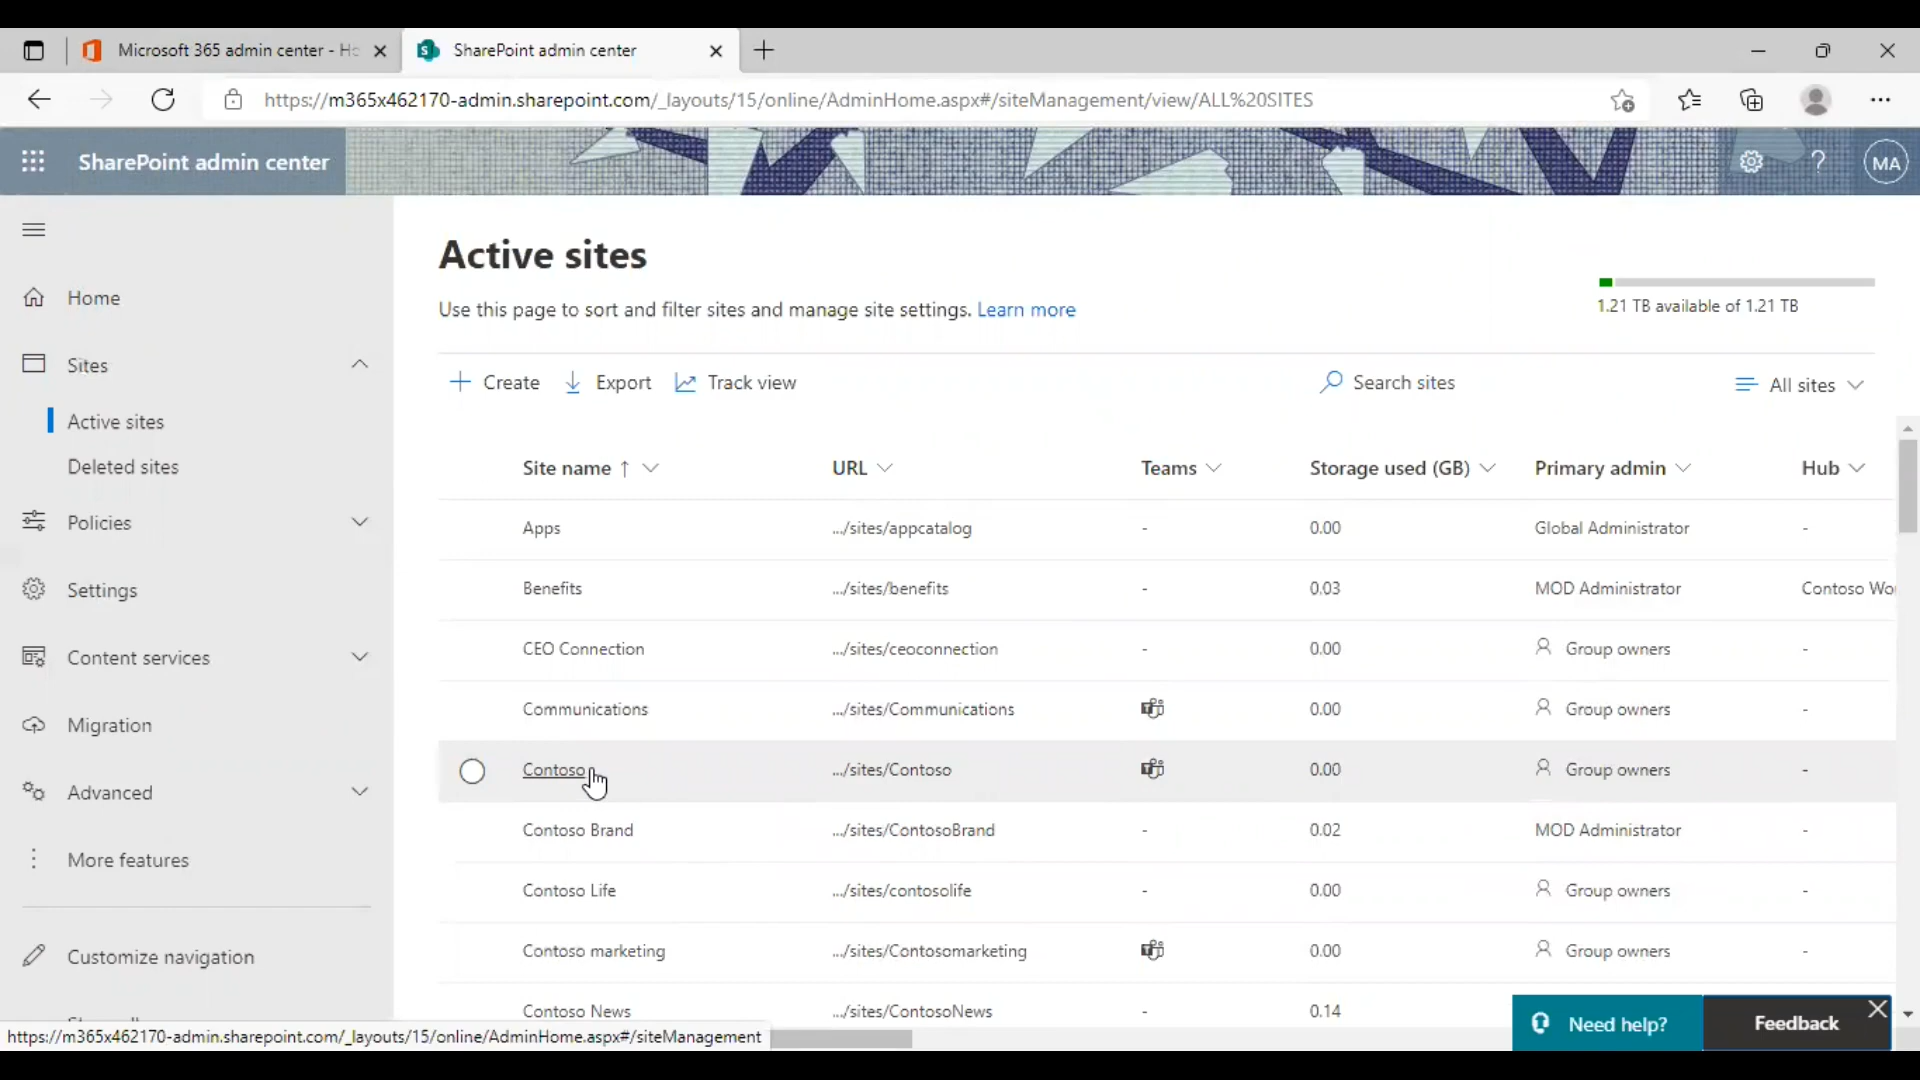 Microsoft 365 admin center - Ho
SharePoint admin center
https://m365x462170-admin.sharepoint.com/_layouts/15/online/AdminHome.aspx#/siteManagement/view/ALL%20SITES
SharePoint admin center
?
MA
Home
Sites
Active sites
Deleted sites
Policies
Settings
Content services
Migration
Advanced
More features
Customize navigation
Active sites
Use this page to sort and filter sites and manage site settings. Learn more
1.21 TB available of 1.21 TB
Create Export Track view Search sites All sites
Site name ↑ URL Teams Storage used (GB) Primary admin Hub
Apps .../sites/appcatalog - 0.00 Global Administrator -
Benefits .../sites/benefits - 0.03 MOD Administrator Contoso Wo
CEO Connection .../sites/ceoconnection - 0.00 Group owners -
Communications .../sites/Communications 0.00 Group owners -
Contoso .../sites/Contoso 0.00 Group owners -
Contoso Brand .../sites/ContosoBrand - 0.02 MOD Administrator -
Contoso Life .../sites/contosolife - 0.00 Group owners -
Contoso marketing .../sites/Contosomarketing 0.00 Group owners -
Contoso News .../sites/ContosoNews - 0.14
Need help? Feedback
https://m365x462170-admin.sharepoint.com/_layouts/15/online/AdminHome.aspx#/siteManagement